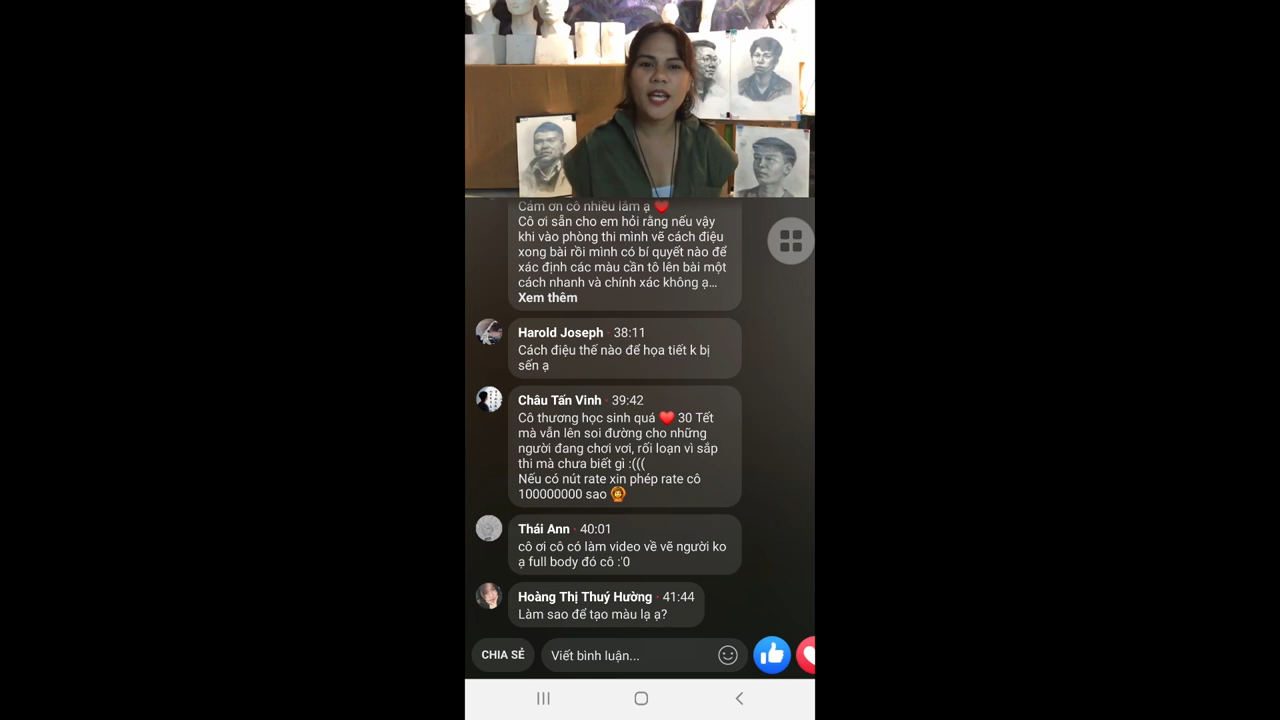 Cảm ơn cô nhiều lắm ạ ❤️
Cô ơi sẵn cho em hỏi rằng nếu vậy
khi vào phòng thi mình vẽ cách điệu
xong bài rồi mình có bí quyết nào để
xác định các màu cần tô lên bài một
cách nhanh và chính xác không ạ...
Xem thêm
Harold Joseph · 38:11
Cách điệu thế nào để họa tiết k bị
sến ạ
Châu Tấn Vinh · 39:42
Cô thương học sinh quá ❤️ 30 Tết
mà vẫn lên soi đường cho những
người đang chơi vơi, rối loạn vì sắp
thi mà chưa biết gì :(((
Nếu có nút rate xin phép rate cô
100000000 sao 🙆
Thái Ann · 40:01
cô ơi cô có làm video về vẽ người ko
ạ full body đó cô :'0
Hoàng Thị Thuý Hường · 41:44
Làm sao để tạo màu lạ ạ?
CHIA SẺ
Viết bình luận...